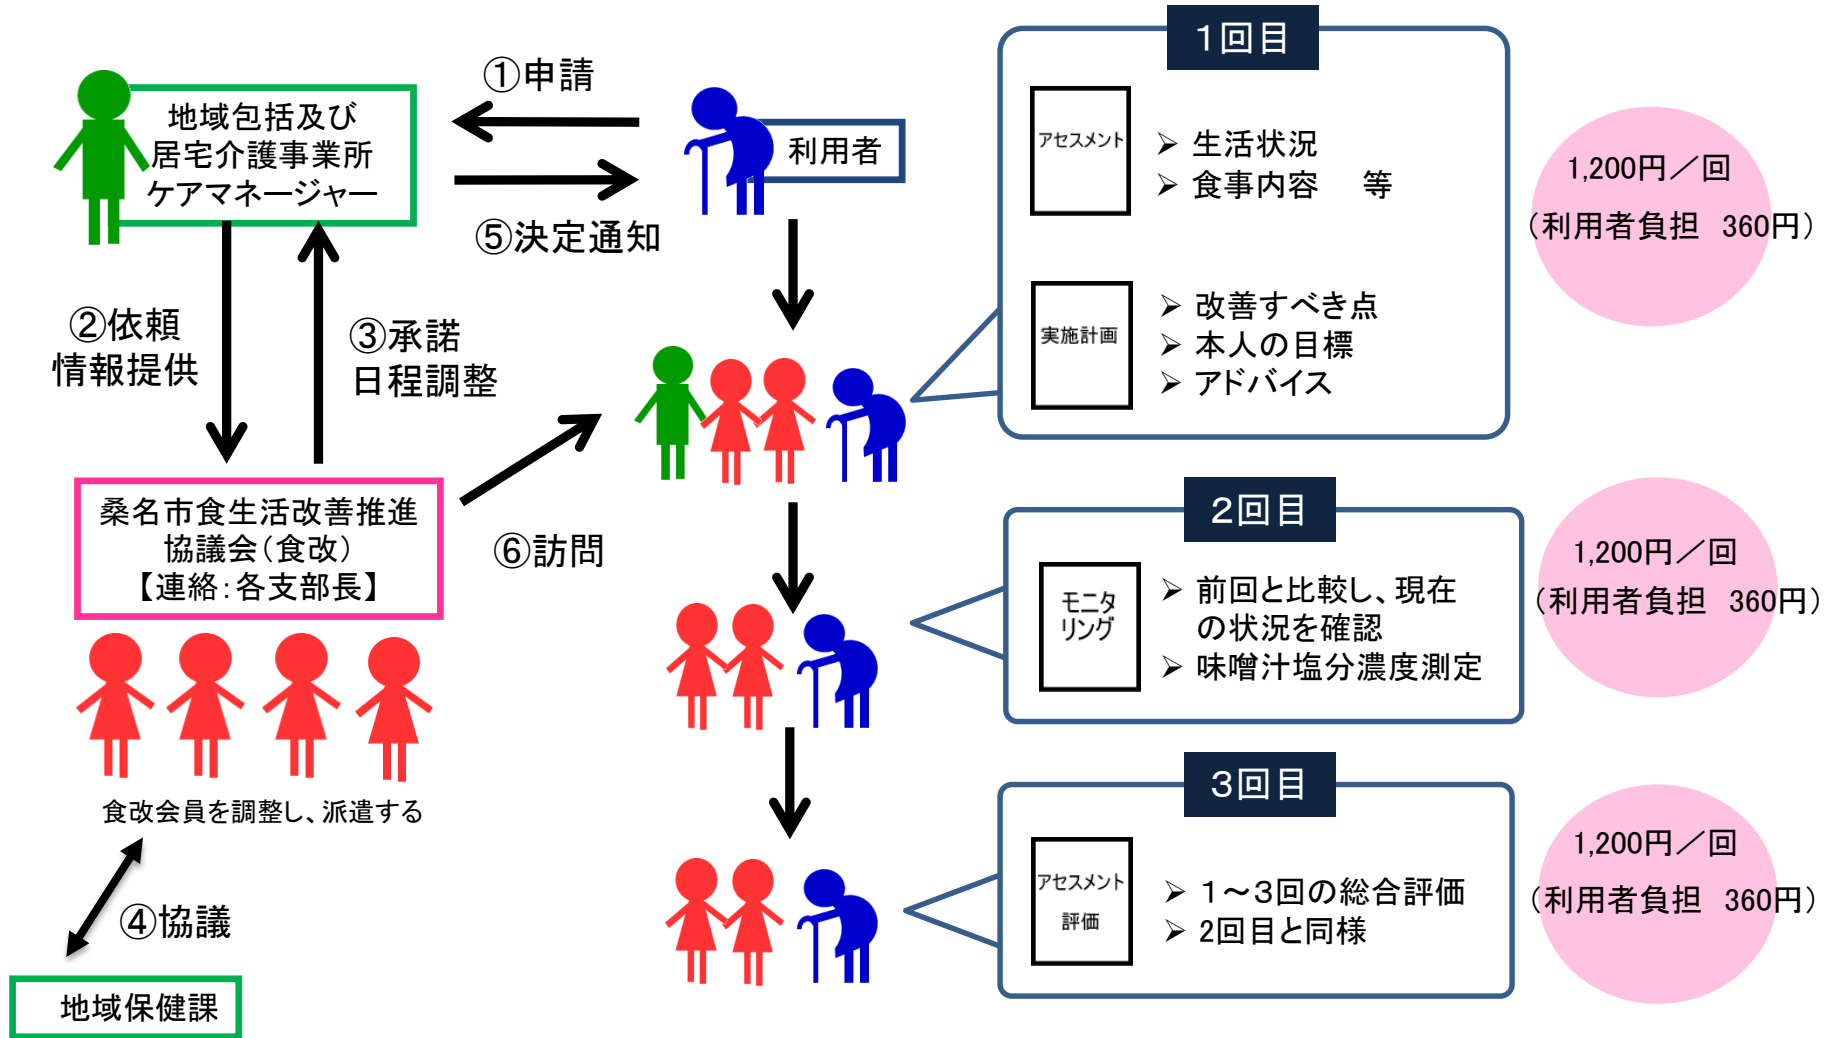 ①申請
地域包括及び
居宅介護事業所
ケアマネージャー
利用者
⑤決定通知
②依頼
情報提供
③承諾
日程調整
桑名市食生活改善推進
協議会（食改）
【連絡：各支部長】
⑥訪問
食改会員を調整し、派遣する
④協議
地域保健課
１回目
アセスメント
➢ 生活状況
➢ 食事内容　等
実施計画
➢ 改善すべき点
➢ 本人の目標
➢ アドバイス
1,200円／回
（利用者負担　360円）
２回目
モニタ
リング
➢ 前回と比較し、現在
の状況を確認
➢ 味噌汁塩分濃度測定
1,200円／回
（利用者負担　360円）
３回目
アセスメント
評価
➢ １～３回の総合評価
➢ 2回目と同様
1,200円／回
（利用者負担　360円）